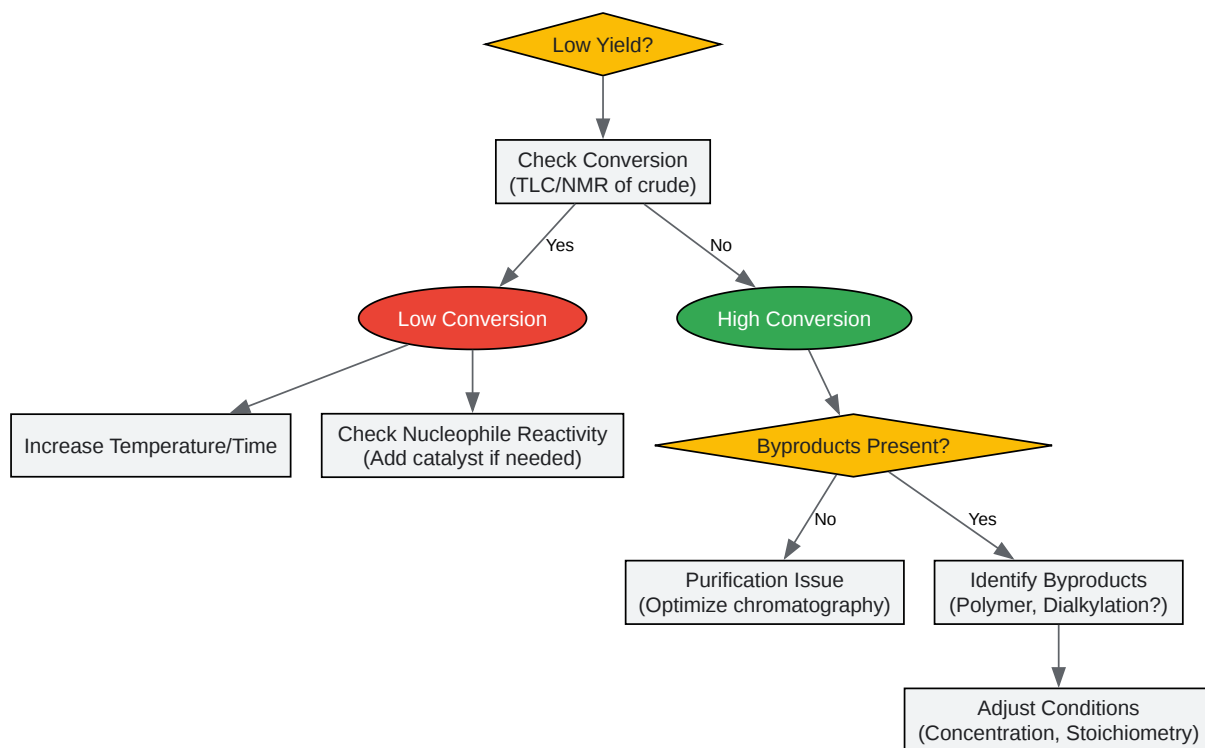 Low Yield?
Check Conversion
(TLC/NMR of crude)
Yes
No
Low Conversion
High Conversion
Increase Temperature/Time
Check Nucleophile Reactivity
(Add catalyst if needed)
Byproducts Present?
No
Yes
Purification Issue
(Optimize chromatography)
Identify Byproducts
(Polymer, Dialkylation?)
Adjust Conditions
(Concentration, Stoichiometry)